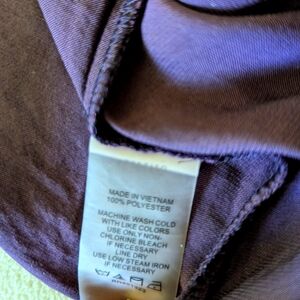 MADE IN VIETNAM
100% POLYESTER
MACHINE WASH COLD
WITH LIKE COLORS
USE ONLY NON-
CHLORINE BLEACH
IF NECESSARY
LINE DRY
USE LOW STEAM IRON
IF NECESSARY